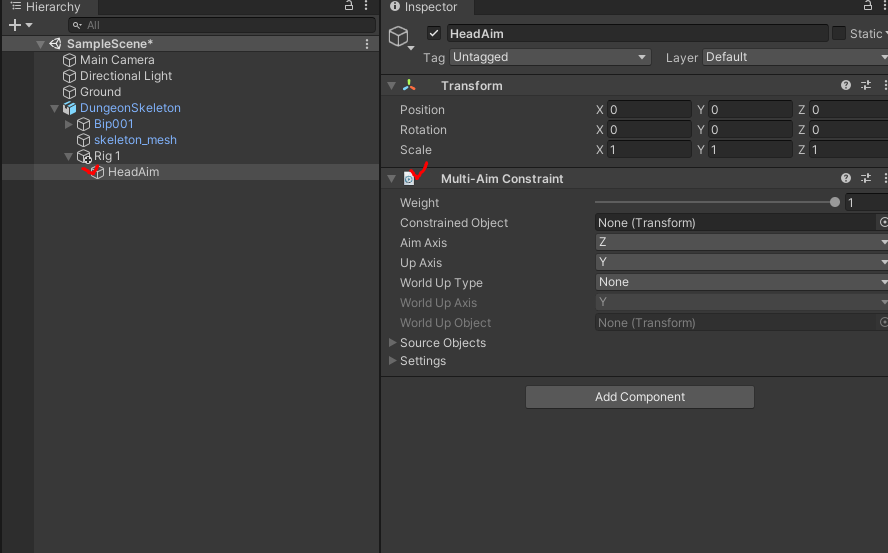 Hierarchy
All
SampleScene*
Main Camera
Directional Light
Ground
DungeonSkeleton
Bip001
skeleton_mesh
Rig 1
HeadAim
Inspector
HeadAim
Static
Tag Untagged Layer Default
Transform
Position X 0 Y 0 Z 0
Rotation X 0 Y 0 Z 0
Scale X 1 Y 1 Z 1
Multi-Aim Constraint
Weight 1
Constrained Object None (Transform)
Aim Axis Z
Up Axis Y
World Up Type None
World Up Axis Y
World Up Object None (Transform)
Source Objects
Settings
Add Component